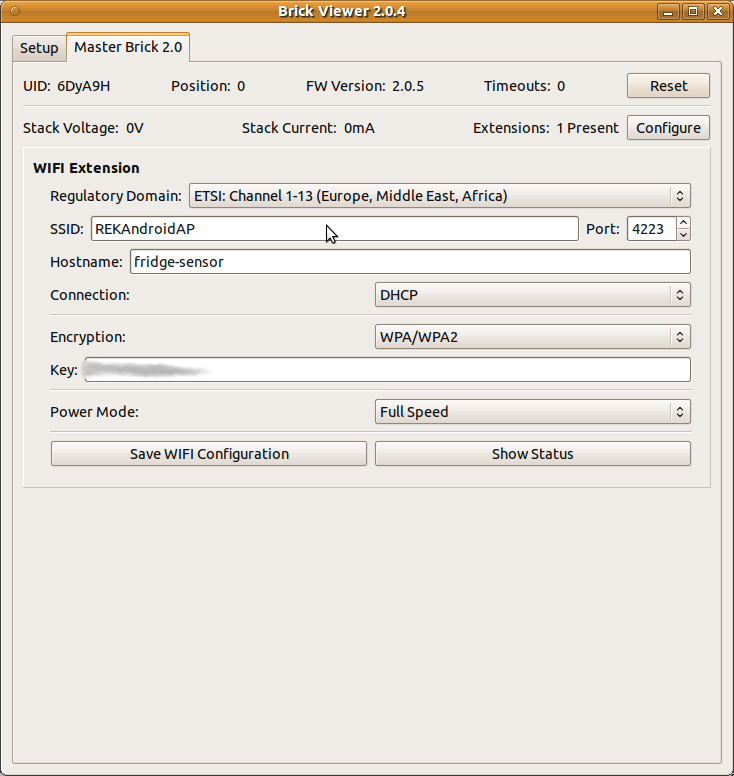 Brick Viewer 2.0.4
Setup Master Brick 2.0
UID: 6DyA9H Position: 0 FW Version: 2.0.5 Timeouts: 0 Reset
Stack Voltage: 0V Stack Current: 0mA Extensions: 1 Present Configure
WIFI Extension
Regulatory Domain: ETSI: Channel 1-13 (Europe, Middle East, Africa)
SSID: REKAndroidAP Port: 4223
Hostname: fridge-sensor
Connection: DHCP
Encryption: WPA/WPA2
Key:
Power Mode: Full Speed
Save WIFI Configuration Show Status